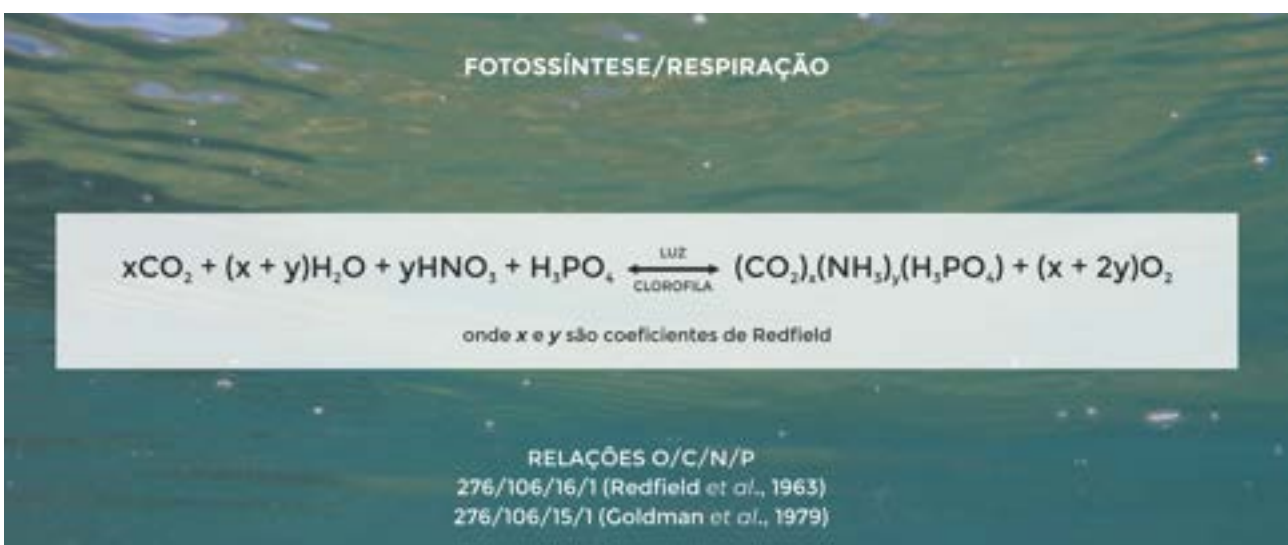 FOTOSSÍNTESE/RESPIRAÇÃO
xCO₂ + (x + y)H₂O + yHNO₃ + H₃PO₄ LUZ ⟷ CLOROFILA (CO₂)ₓ(NH₃)ᵧ(H₃PO₄) + (x + 2y)O₂
onde x e y são coeficientes de Redfield
RELAÇÕES O/C/N/P
276/106/16/1 (Redfield et al., 1963)
276/106/15/1 (Goldman et al., 1979)